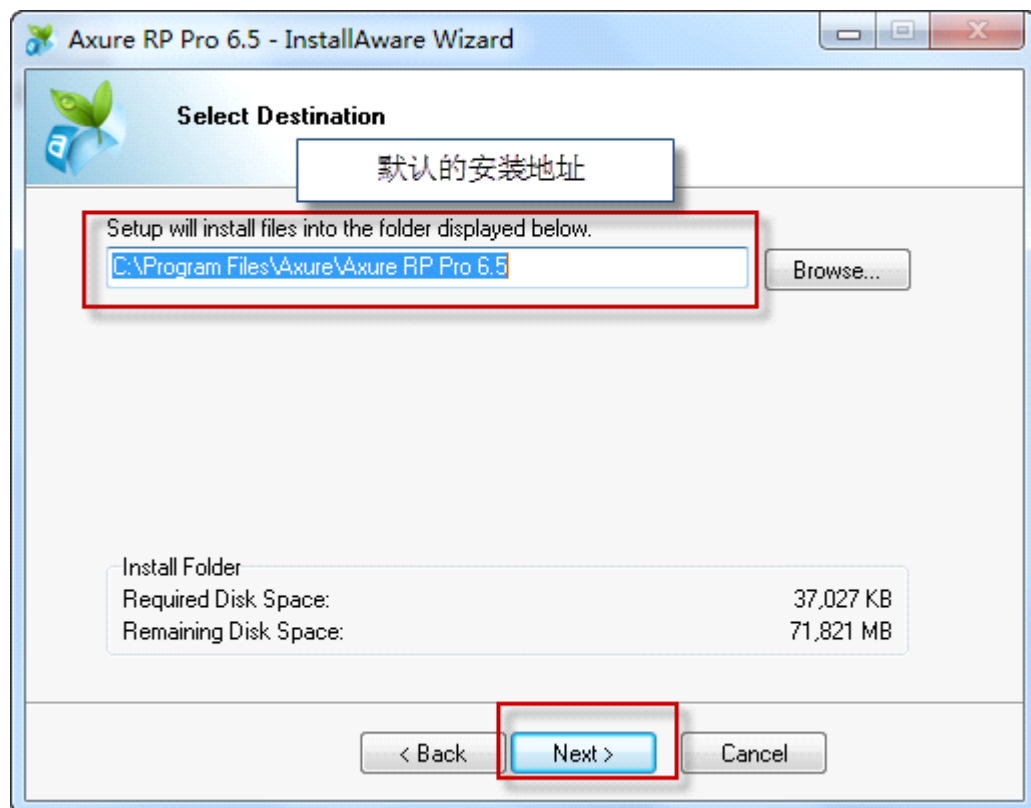 Axure RP Pro 6.5 - InstallAware Wizard
Select Destination
默认的安装地址
Setup will install files into the folder displayed below.
C:\Program Files\Axure\Axure RP Pro 6.5
Browse...
Install Folder
Required Disk Space: 37,027 KB
Remaining Disk Space: 71,821 MB
< Back Next > Cancel